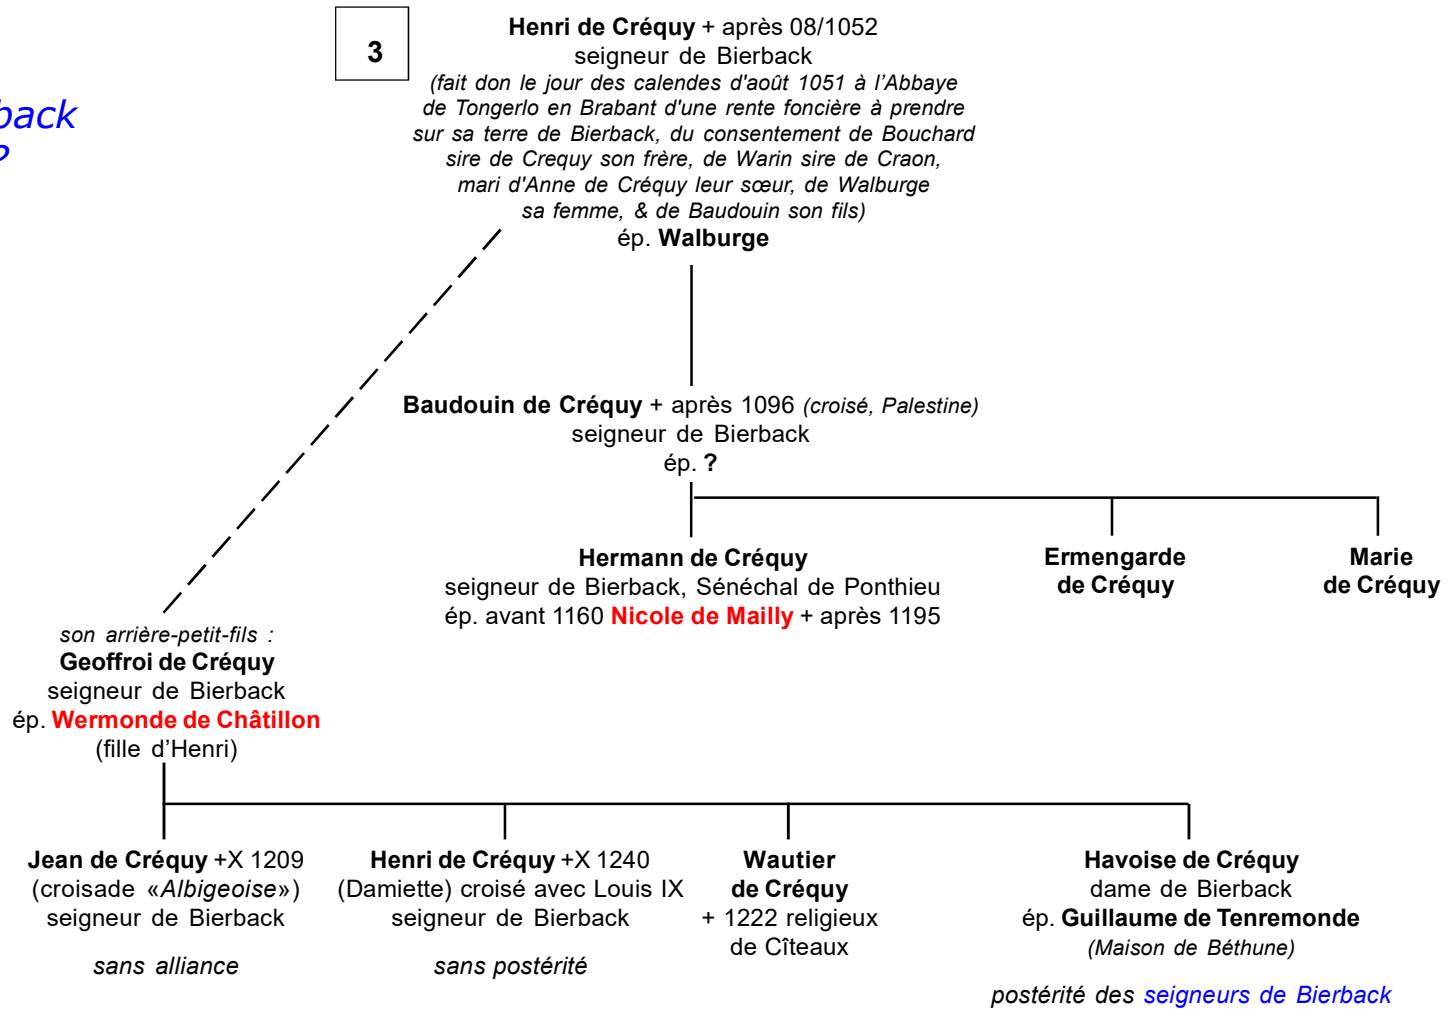 3
back
Henri de Créquy + après 08/1052
seigneur de Bierback
(fait don le jour des calendes d'août 1051 à l’Abbaye
de Tongerlo en Brabant d'une rente foncière à prendre
sur sa terre de Bierback, du consentement de Bouchard
sire de Crequy son frère, de Warin sire de Craon,
mari d'Anne de Créquy leur sœur, de Walburge
sa femme, & de Baudouin son fils)
ép. Walburge
Baudouin de Créquy + après 1096 (croisé, Palestine)
seigneur de Bierback
ép. ?
Hermann de Créquy
seigneur de Bierback, Sénéchal de Ponthieu
ép. avant 1160 Nicole de Mailly + après 1195
Ermengarde
de Créquy
Marie
de Créquy
son arrière-petit-fils :
Geoffroi de Créquy
seigneur de Bierback
ép. Wermonde de Châtillon
(fille d’Henri)
Jean de Créquy +X 1209
(croisade «Albigeoise»)
seigneur de Bierback
sans alliance
Henri de Créquy +X 1240
(Damiette) croisé avec Louis IX
seigneur de Bierback
sans postérité
Wautier
de Créquy
+ 1222 religieux
de Cîteaux
Havoise de Créquy
dame de Bierback
ép. Guillaume de Tenremonde
(Maison de Béthune)
postérité des seigneurs de Bierback